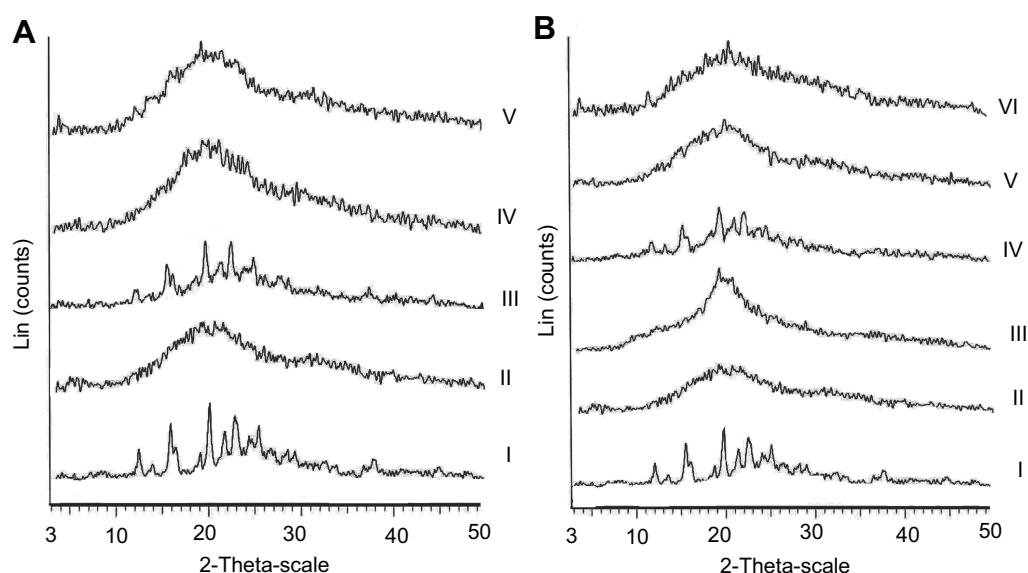 A
V
IV
III
II
I
Lin (counts)
3 10 20 30 40 50
2-Theta-scale
B
VI
V
IV
III
II
I
Lin (counts)
3 10 20 30 40 50
2-Theta-scale